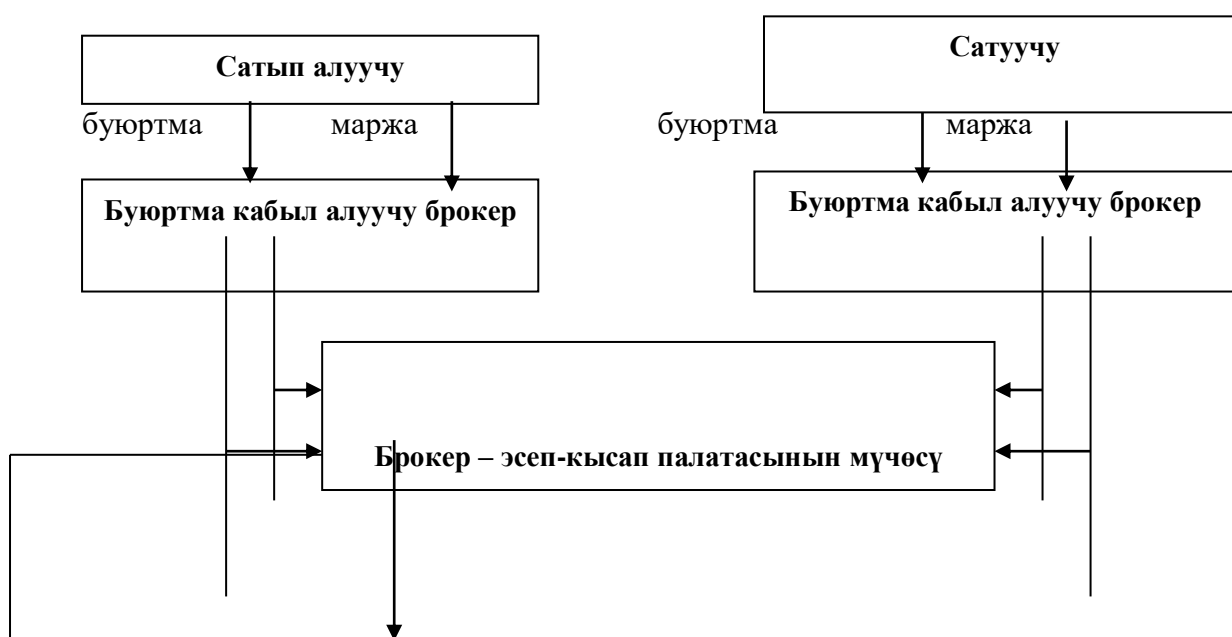 Сатып алуучу
Сатуучу
буюртма маржа
буюртма маржа
Буюртма кабыл алуучу брокер
Буюртма кабыл алуучу брокер
Брокер – эсеп-кысап палатасынын мүчөсү